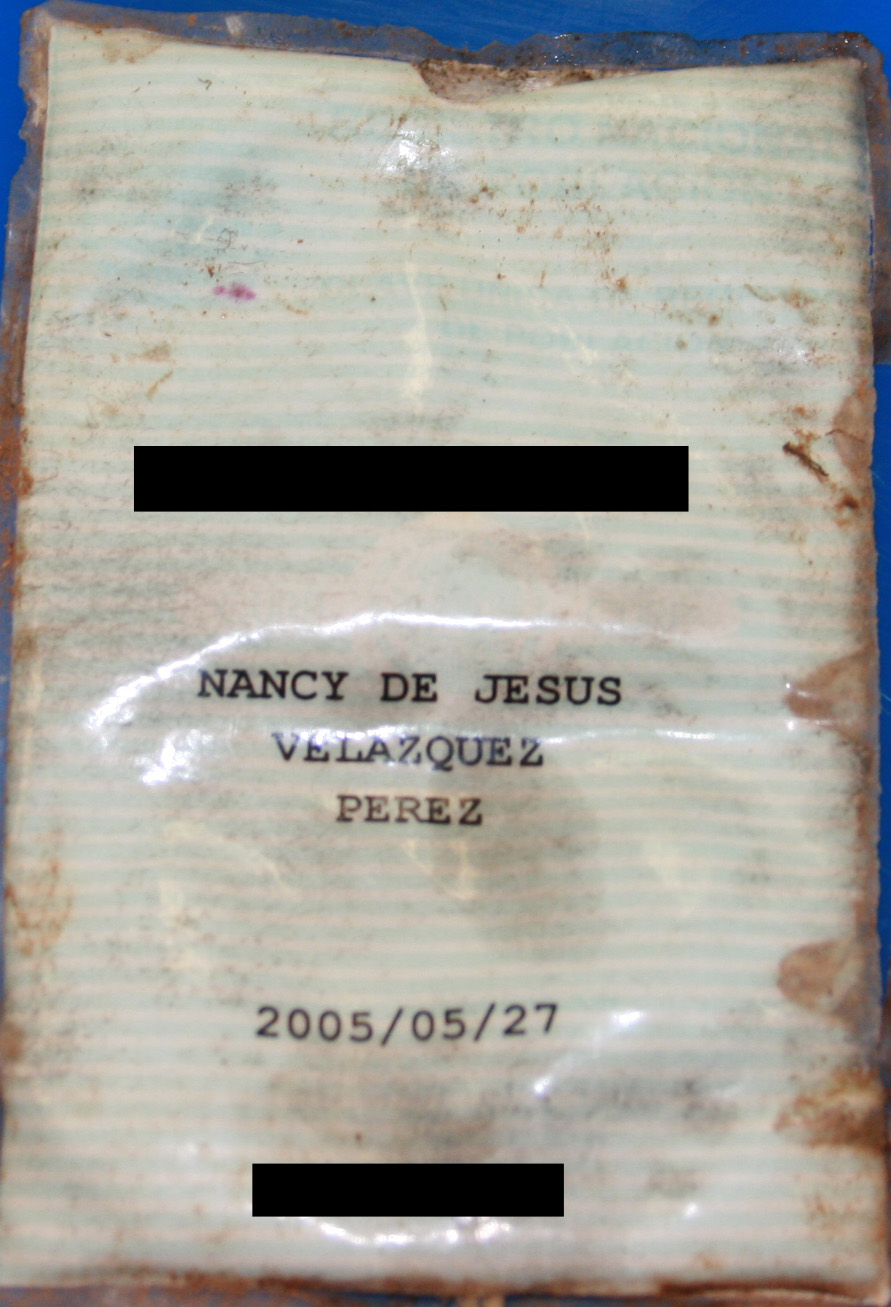 NANCY DE JESUS
VELAZQUEZ
PEREZ
2005/05/27